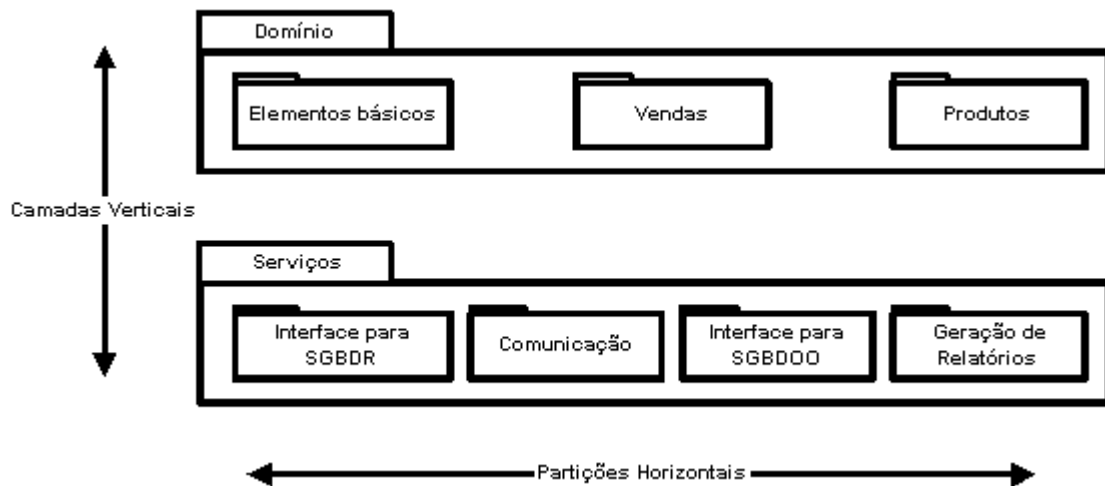 Domínio
Elementos básicos
Vendas
Produtos
Camadas Verticais
Serviços
Interface para
SGBDR
Comunicação
Interface para
SGBDOO
Geração de
Relatórios
Partições Horizontais